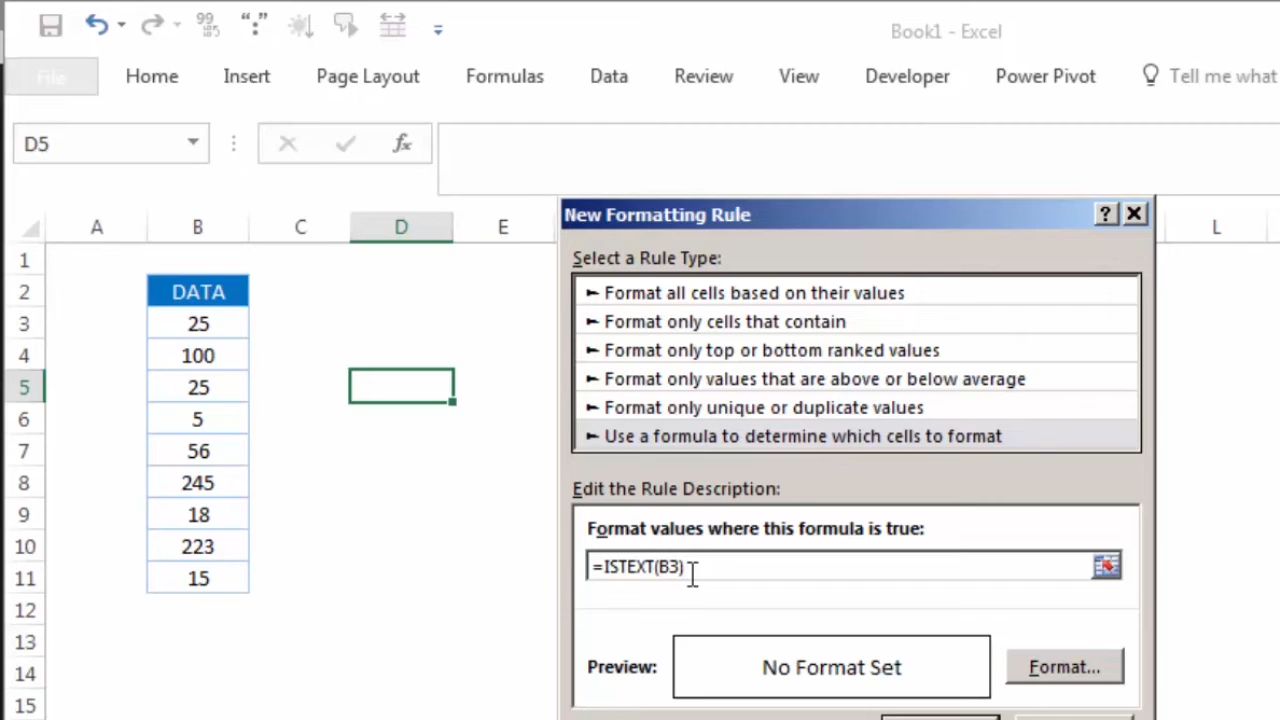 99
185
“:”
Book1 - Excel
File
Home
Insert
Page Layout
Formulas
Data
Review
View
Developer
Power Pivot
Tell me what
D5
fx
A
B
C
D
E
L
1
2 DATA
3 25
4 100
5 25
6 5
7 56
8 245
9 18
10 223
11 15
12
13
14
15
New Formatting Rule
?
Select a Rule Type:
► Format all cells based on their values
► Format only cells that contain
► Format only top or bottom ranked values
► Format only values that are above or below average
► Format only unique or duplicate values
► Use a formula to determine which cells to format
Edit the Rule Description:
Format values where this formula is true:
=ISTEXT(B3)
Preview:
No Format Set
Format...